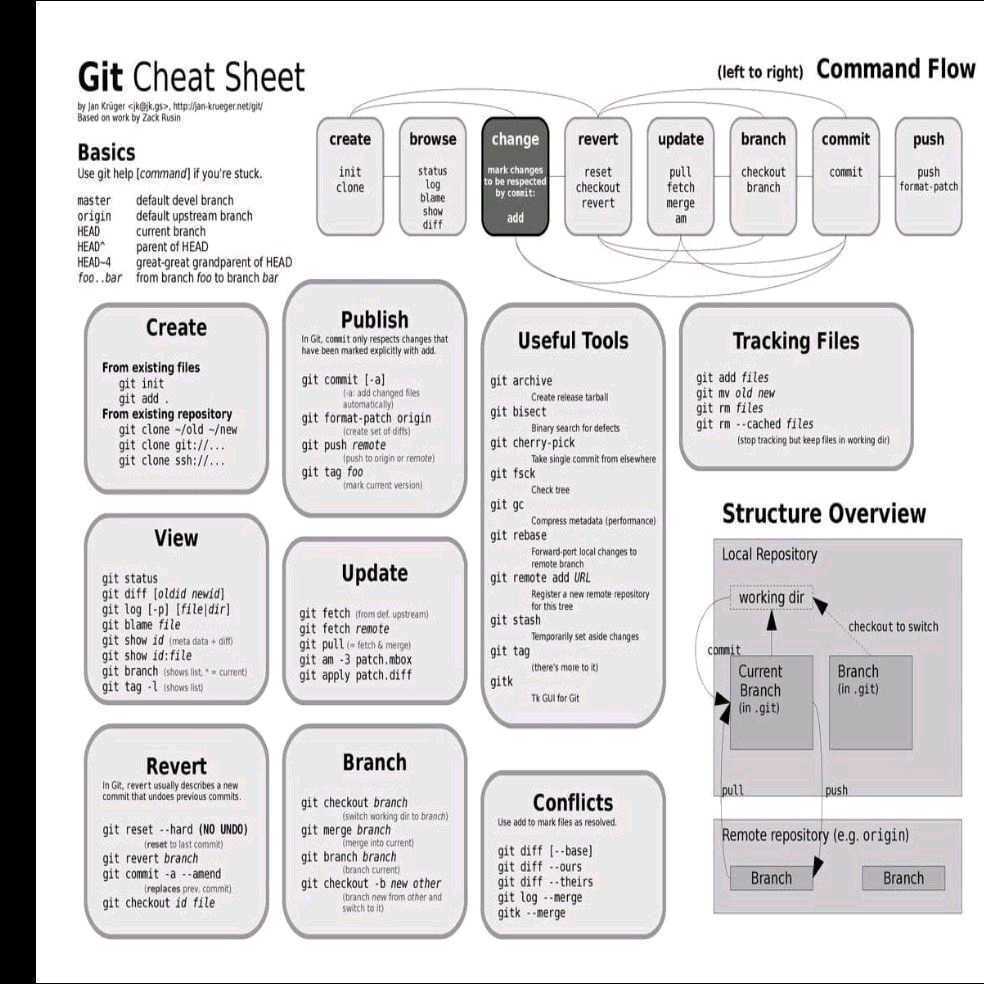 Git Cheat Sheet
by Jan Krüger <jk@jk.gs>, http://jan-krueger.net/git/
Based on work by Zack Rusin
Basics
Use git help [command] if you're stuck.
master default devel branch
origin default upstream branch
HEAD current branch
HEAD^ parent of HEAD
HEAD~4 great-great grandparent of HEAD
foo..bar from branch foo to branch bar
(left to right) Command Flow
create
init
clone
browse
status
log
blame
show
diff
change
mark changes
to be respected
by commit:
add
revert
reset
checkout
revert
update
pull
fetch
merge
am
branch
checkout
branch
commit
commit
push
push
format-patch
Create
From existing files
git init
git add .
From existing repository
git clone ~/old ~/new
git clone git://...
git clone ssh://...
View
git status
git diff [oldid newid]
git log [-p] [file|dir]
git blame file
git show id (meta data + diff)
git show id:file
git branch (shows list, * = current)
git tag -l (shows list)
Revert
In Git, revert usually describes a new
commit that undoes previous commits.
git reset --hard (NO UNDO)
(reset to last commit)
git revert branch
git commit -a --amend
(replaces prev. commit)
git checkout id file
Publish
In Git, commit only respects changes that
have been marked explicitly with add.
git commit [-a]
(-a: add changed files
automatically)
git format-patch origin
(create set of diffs)
git push remote
(push to origin or remote)
git tag foo
(mark current version)
Update
git fetch (from def. upstream)
git fetch remote
git pull (= fetch & merge)
git am -3 patch.mbox
git apply patch.diff
Branch
git checkout branch
(switch working dir to branch)
git merge branch
(merge into current)
git branch branch
(branch current)
git checkout -b new other
(branch new from other and
switch to it)
Useful Tools
git archive
Create release tarball
git bisect
Binary search for defects
git cherry-pick
Take single commit from elsewhere
git fsck
Check tree
git gc
Compress metadata (performance)
git rebase
Forward-port local changes to
remote branch
git remote add URL
Register a new remote repository
for this tree
git stash
Temporarily set aside changes
git tag
(there's more to it)
gitk
Tk GUI for Git
Conflicts
Use add to mark files as resolved.
git diff [--base]
git diff --ours
git diff --theirs
git log --merge
gitk --merge
Tracking Files
git add files
git mv old new
git rm files
git rm --cached files
(stop tracking but keep files in working dir)
Structure Overview
Local Repository
working dir
checkout to switch
commit
Current
Branch
(in .git)
Branch
(in .git)
pull
push
Remote repository (e.g. origin)
Branch
Branch